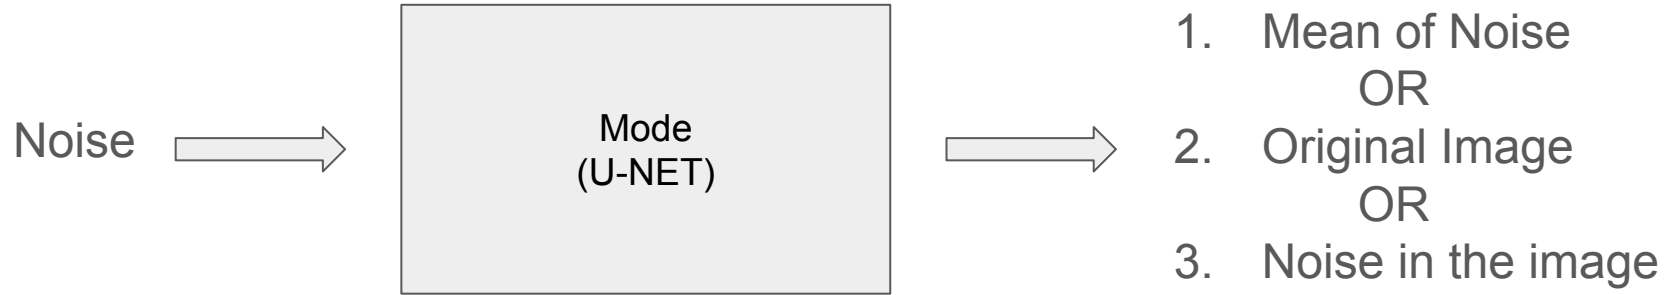 Noise
Mode
(U-NET)
1. Mean of Noise
OR
2. Original Image
OR
3. Noise in the image